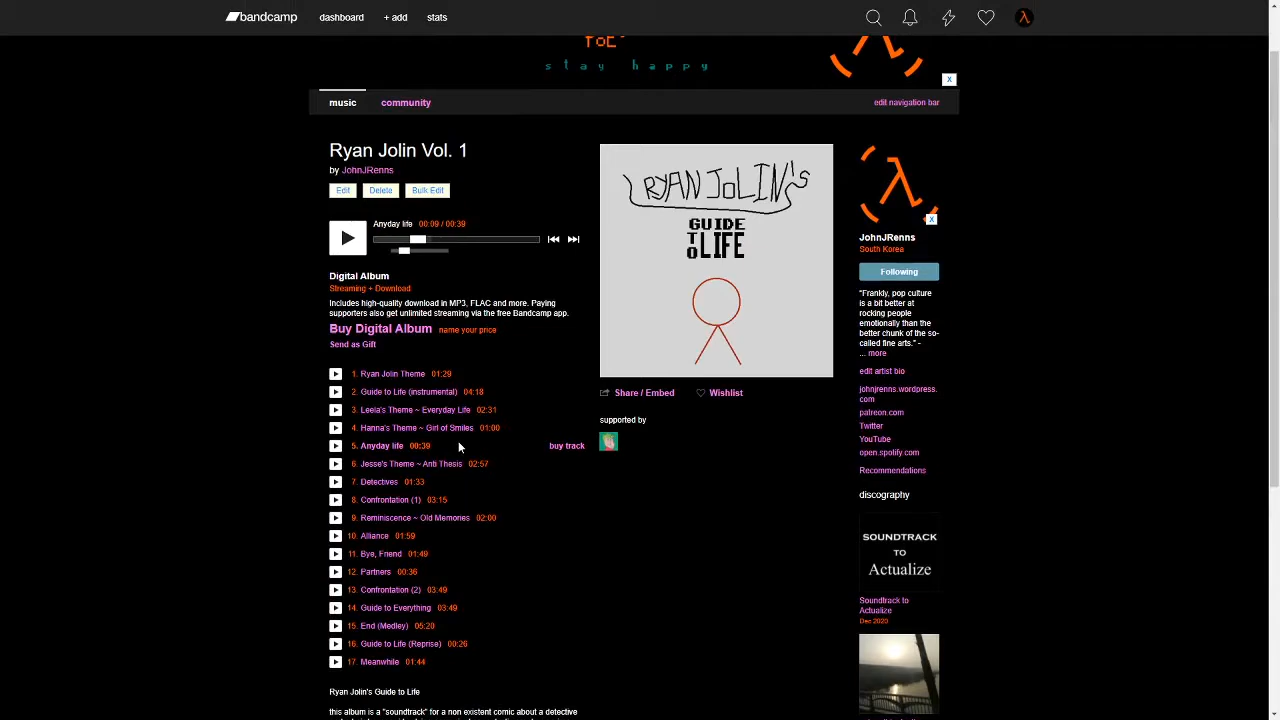 bandcamp dashboard + add stats
ToE
stay happy
X
music community edit navigation bar
Ryan Jolin Vol. 1
by JohnJRenns
Edit Delete Bulk Edit
Anyday life 00:09 / 00:39
Digital Album
Streaming + Download
Includes high-quality download in MP3, FLAC and more. Paying
supporters also get unlimited streaming via the free Bandcamp app.
Buy Digital Album name your price
Send as Gift
1. Ryan Jolin Theme 01:29
2. Guide to Life (instrumental) 04:18
3. Leela's Theme ~ Everyday Life 02:31
4. Hanna's Theme ~ Girl of Smiles 01:00
5. Anyday life 00:39 buy track
6. Jesse's Theme ~ Anti Thesis 02:57
7. Detectives 01:33
8. Confrontation (1) 03:15
9. Reminiscence ~ Old Memories 02:00
10. Alliance 01:59
11. Bye, Friend 01:49
12. Partners 00:36
13. Confrontation (2) 03:49
14. Guide to Everything 03:49
15. End (Medley) 05:20
16. Guide to Life (Reprise) 00:26
17. Meanwhile 01:44
Ryan Jolin's Guide to Life
this album is a "soundtrack" for a non existent comic about a detective
RYAN JOLIN'S
GUIDE
TO LIFE
Share / Embed Wishlist
supported by
λ
X
JohnJRenns
South Korea
Following
“Frankly, pop culture
is a bit better at
rocking people
emotionally than the
better chunk of the so-
called fine arts.” -
... more
edit artist bio
johnjrenns.wordpress.
com
patreon.com
Twitter
YouTube
open.spotify.com
Recommendations
discography
SOUNDTRACK
TO
Actualize
Soundtrack to
Actualize
Dec 2020